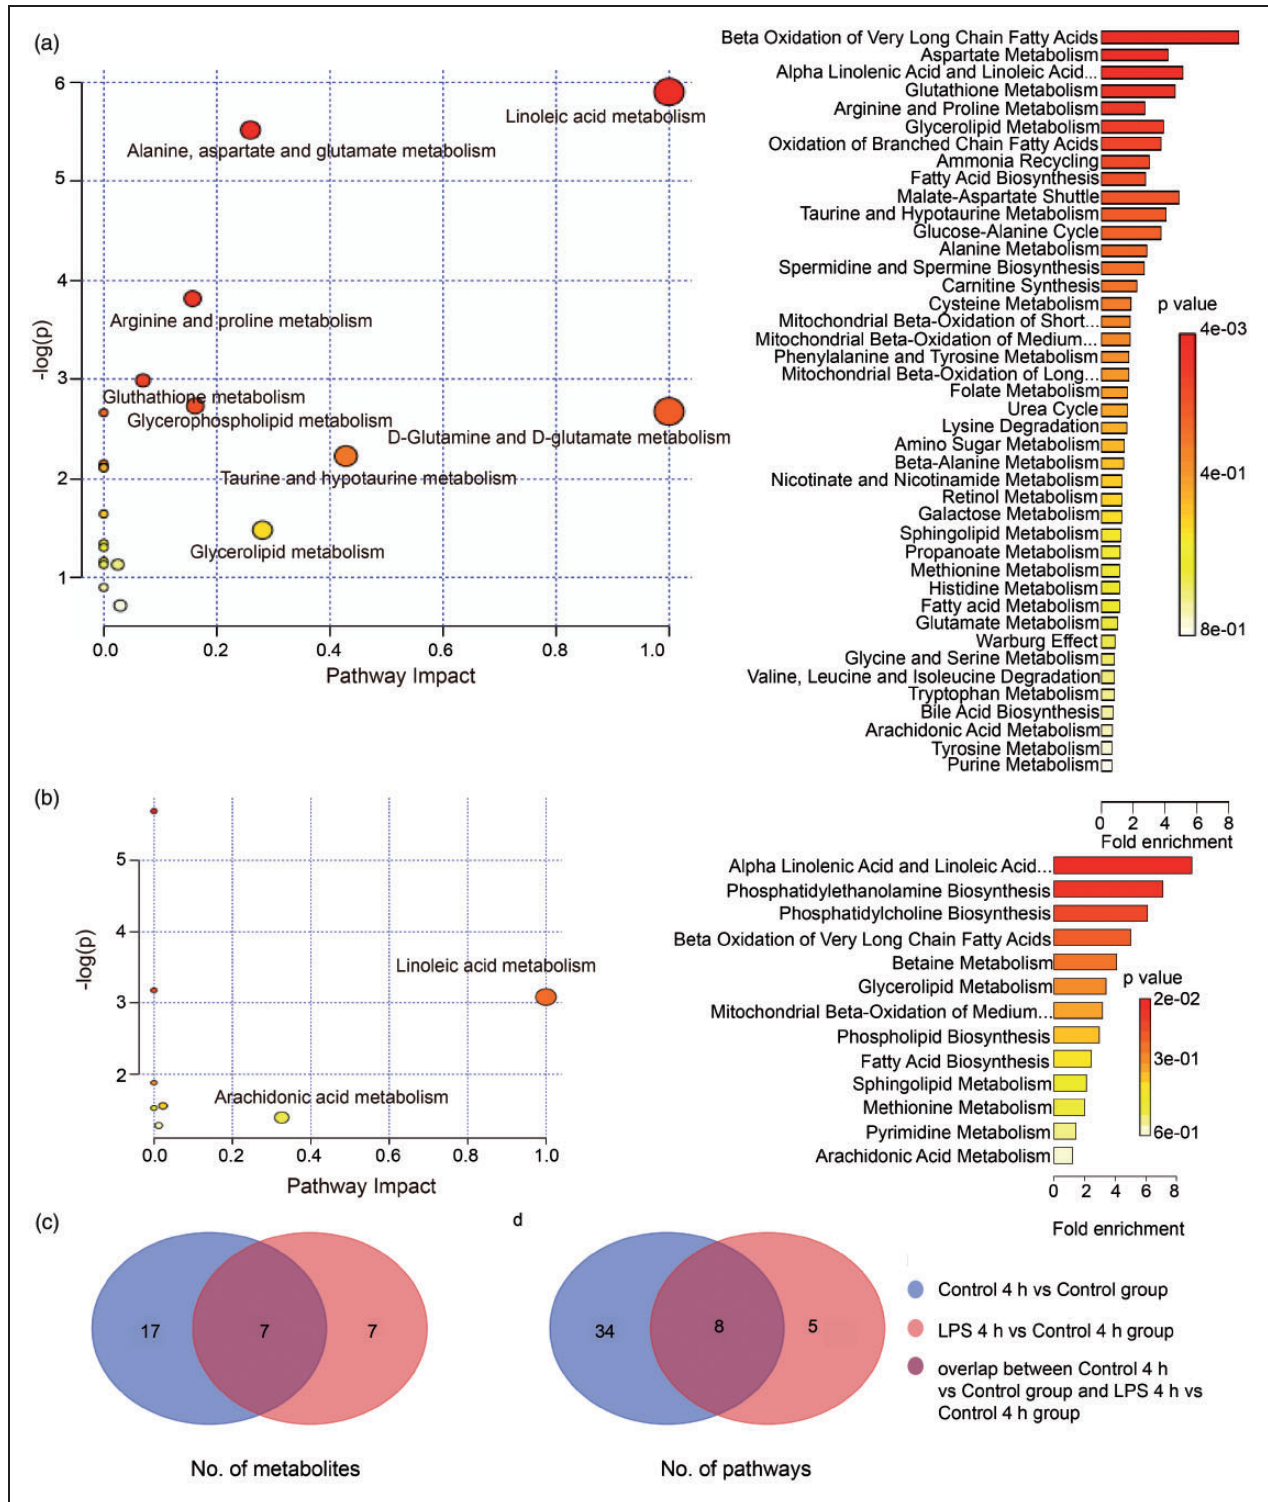 (a)
6
5
4
3
2
1
-log(p)
Linoleic acid metabolism
Alanine, aspartate and glutamate metabolism
Arginine and proline metabolism
Gluthathione metabolism
Glycerophospholipid metabolism
D-Glutamine and D-glutamate metabolism
Taurine and hypotaurine metabolism
Glycerolipid metabolism
0.0 0.2 0.4 0.6 0.8 1.0
Pathway Impact
Beta Oxidation of Very Long Chain Fatty Acids
Aspartate Metabolism
Alpha Linolenic Acid and Linoleic Acid...
Glutathione Metabolism
Arginine and Proline Metabolism
Glycerolipid Metabolism
Oxidation of Branched Chain Fatty Acids
Ammonia Recycling
Fatty Acid Biosynthesis
Malate-Aspartate Shuttle
Taurine and Hypotaurine Metabolism
Glucose-Alanine Cycle
Alanine Metabolism
Spermidine and Spermine Biosynthesis
Carnitine Synthesis
Cysteine Metabolism
Mitochondrial Beta-Oxidation of Short...
Mitochondrial Beta-Oxidation of Medium...
Phenylalanine and Tyrosine Metabolism
Mitochondrial Beta-Oxidation of Long...
Folate Metabolism
Urea Cycle
Lysine Degradation
Amino Sugar Metabolism
Beta-Alanine Metabolism
Nicotinate and Nicotinamide Metabolism
Retinol Metabolism
Galactose Metabolism
Sphingolipid Metabolism
Propanoate Metabolism
Methionine Metabolism
Histidine Metabolism
Fatty acid Metabolism
Glutamate Metabolism
Warburg Effect
Glycine and Serine Metabolism
Valine, Leucine and Isoleucine Degradation
Tryptophan Metabolism
Bile Acid Biosynthesis
Arachidonic Acid Metabolism
Tyrosine Metabolism
Purine Metabolism
p value
4e-03
4e-01
8e-01
0 2 4 6 8
Fold enrichment
(b)
5
4
3
2
-log(p)
Linoleic acid metabolism
Arachidonic acid metabolism
0.0 0.2 0.4 0.6 0.8 1.0
Pathway Impact
Alpha Linolenic Acid and Linoleic Acid...
Phosphatidylethanolamine Biosynthesis
Phosphatidylcholine Biosynthesis
Beta Oxidation of Very Long Chain Fatty Acids
Betaine Metabolism
Glycerolipid Metabolism
Mitochondrial Beta-Oxidation of Medium...
Phospholipid Biosynthesis
Fatty Acid Biosynthesis
Sphingolipid Metabolism
Methionine Metabolism
Pyrimidine Metabolism
Arachidonic Acid Metabolism
p value
2e-02
3e-01
6e-01
0 2 4 6 8
Fold enrichment
(c)
17 7 7
No. of metabolites
d
34 8 5
No. of pathways
Control 4 h vs Control group
LPS 4 h vs Control 4 h group
overlap between Control 4 h
vs Control group and LPS 4 h vs
Control 4 h group